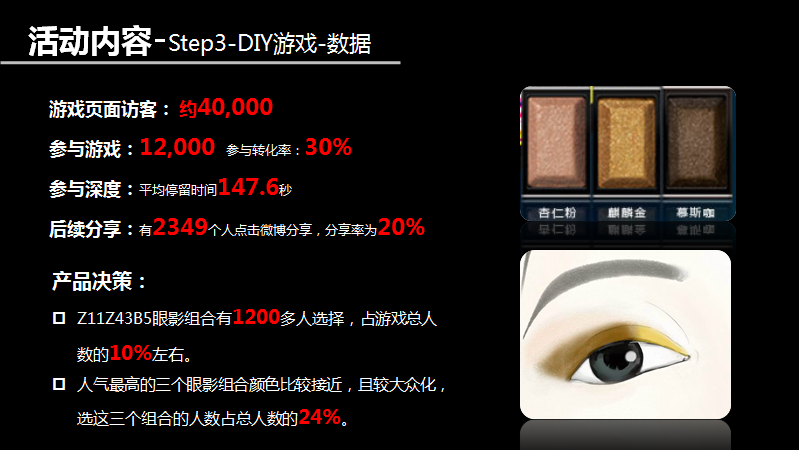 活动内容-Step3-DIY游戏-数据
游戏页面访客：约40,000
参与游戏：12,000 参与转化率：30%
参与深度：平均停留时间147.6秒
后续分享：有2349个人点击微博分享，分享率为20%
杏仁粉 麒麟金 慕斯咖
产品决策：
Z11Z43B5眼影组合有1200多人选择，占游戏总人
数的10%左右。
人气最高的三个眼影组合颜色比较接近，且较大众化，
选这三个组合的人数占总人数的24%。